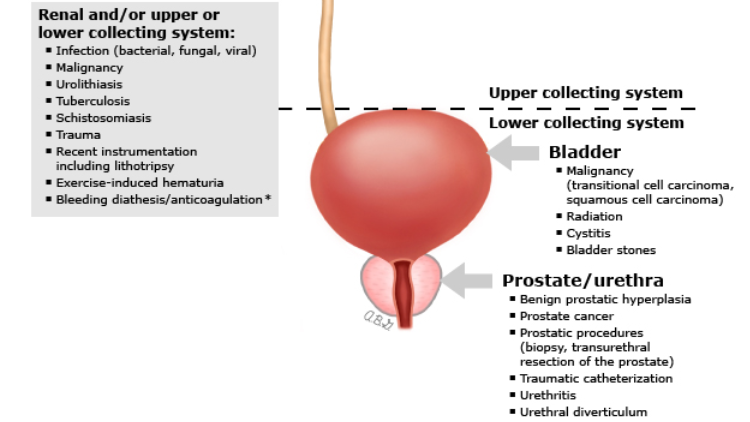 Renal and/or upper or
lower collecting system:
▪ Infection (bacterial, fungal, viral)
▪ Malignancy
▪ Urolithiasis
▪ Tuberculosis
▪ Schistosomiasis
▪ Trauma
▪ Recent instrumentation
including lithotripsy
▪ Exercise-induced hematuria
▪ Bleeding diathesis/anticoagulation*
Upper collecting system
Lower collecting system
Bladder
▪ Malignancy
(transitional cell carcinoma,
squamous cell carcinoma)
▪ Radiation
▪ Cystitis
▪ Bladder stones
Prostate/urethra
▪ Benign prostatic hyperplasia
▪ Prostate cancer
▪ Prostatic procedures
(biopsy, transurethral
resection of the prostate)
▪ Traumatic catheterization
▪ Urethritis
▪ Urethral diverticulum